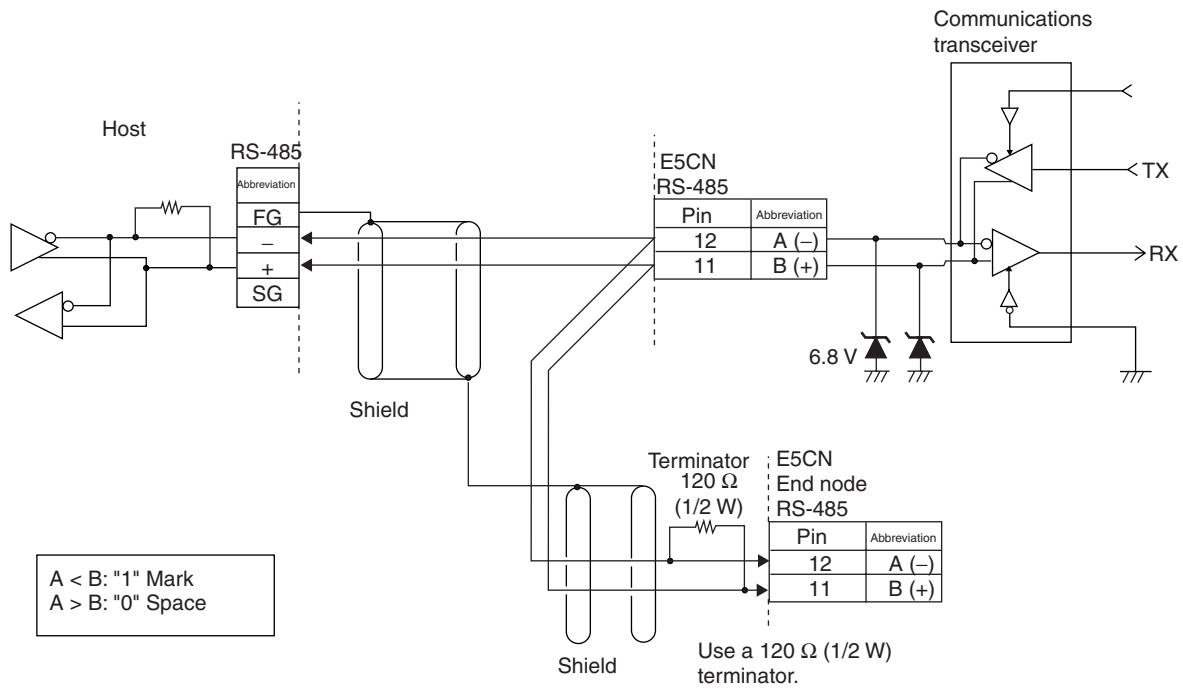 Communications
transceiver
Host
RS-485
Abbreviation
FG
−
+
SG
Shield
E5CN
RS-485
Pin Abbreviation
12 A (−)
11 B (+)
TX
RX
6.8 V
Terminator
120 Ω
(1/2 W)
E5CN
End node
RS-485
Pin Abbreviation
12 A (−)
11 B (+)
Shield
Use a 120 Ω (1/2 W)
terminator.
A < B: "1" Mark
A > B: "0" Space